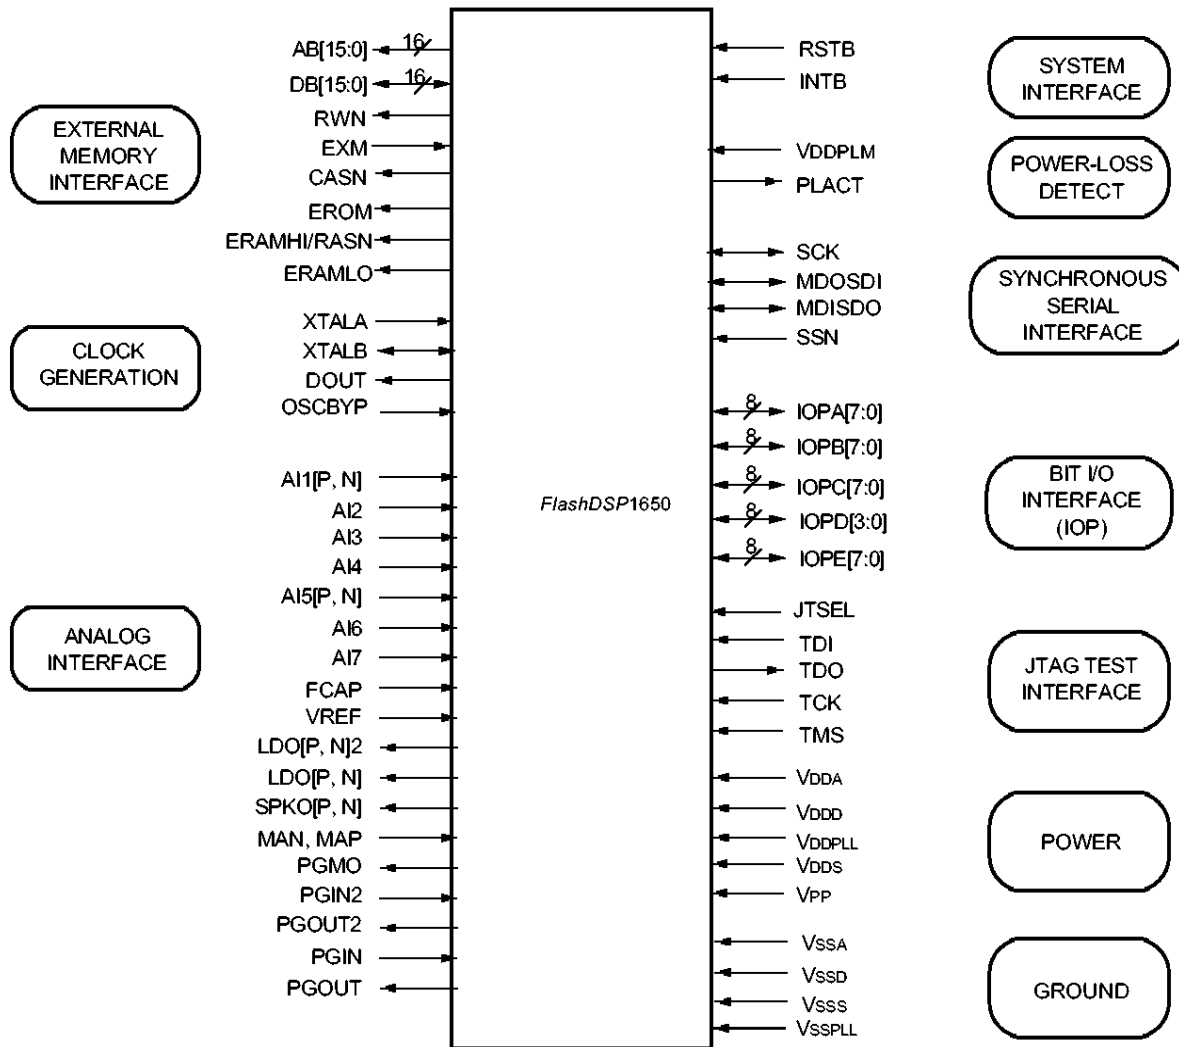 AB[15:0]
16
DB[15:0]
16
RWN
EXM
CASN
EROM
ERAMHI/RASN
ERAMLO
EXTERNAL
MEMORY
INTERFACE
XTALA
XTALB
DOUT
OSCBYP
CLOCK
GENERATION
AI1[P, N]
AI2
AI3
AI4
AI5[P, N]
AI6
AI7
FCAP
VREF
LDO[P, N]2
LDO[P, N]
SPKO[P, N]
MAN, MAP
PGMO
PGIN2
PGOUT2
PGIN
PGOUT
ANALOG
INTERFACE
FlashDSP1650
RSTB
INTB
SYSTEM
INTERFACE
VDDPLM
PLACT
POWER-LOSS
DETECT
SCK
MDOSDI
MDISDO
SSN
SYNCHRONOUS
SERIAL
INTERFACE
8
IOPA[7:0]
8
IOPB[7:0]
8
IOPC[7:0]
8
IOPD[3:0]
8
IOPE[7:0]
BIT I/O
INTERFACE
(IOP)
JTSEL
TDI
TDO
TCK
TMS
JTAG TEST
INTERFACE
VDDA
VDDD
VDDPLL
VDDS
VPP
POWER
VSSA
VSSD
VSSS
VSSPLL
GROUND